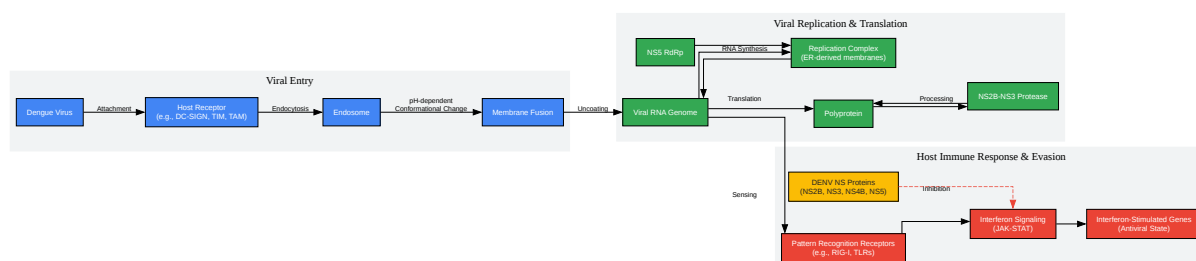 Viral Entry
Dengue Virus
Attachment
Host Receptor
(e.g., DC-SIGN, TIM, TAM)
Endocytosis
Endosome
pH-dependent
Conformational Change
Membrane Fusion
Uncoating
Viral Replication & Translation
NS5 RdRp
RNA Synthesis
Replication Complex
(ER-derived membranes)
Viral RNA Genome
Translation
Polyprotein
Processing
NS2B-NS3 Protease
Host Immune Response & Evasion
Sensing
DENV NS Proteins
(NS2B, NS3, NS4B, NS5)
Inhibition
Pattern Recognition Receptors
(e.g., RIG-I, TLRs)
Interferon Signaling
(JAK-STAT)
Interferon-Stimulated Genes
(Antiviral State)